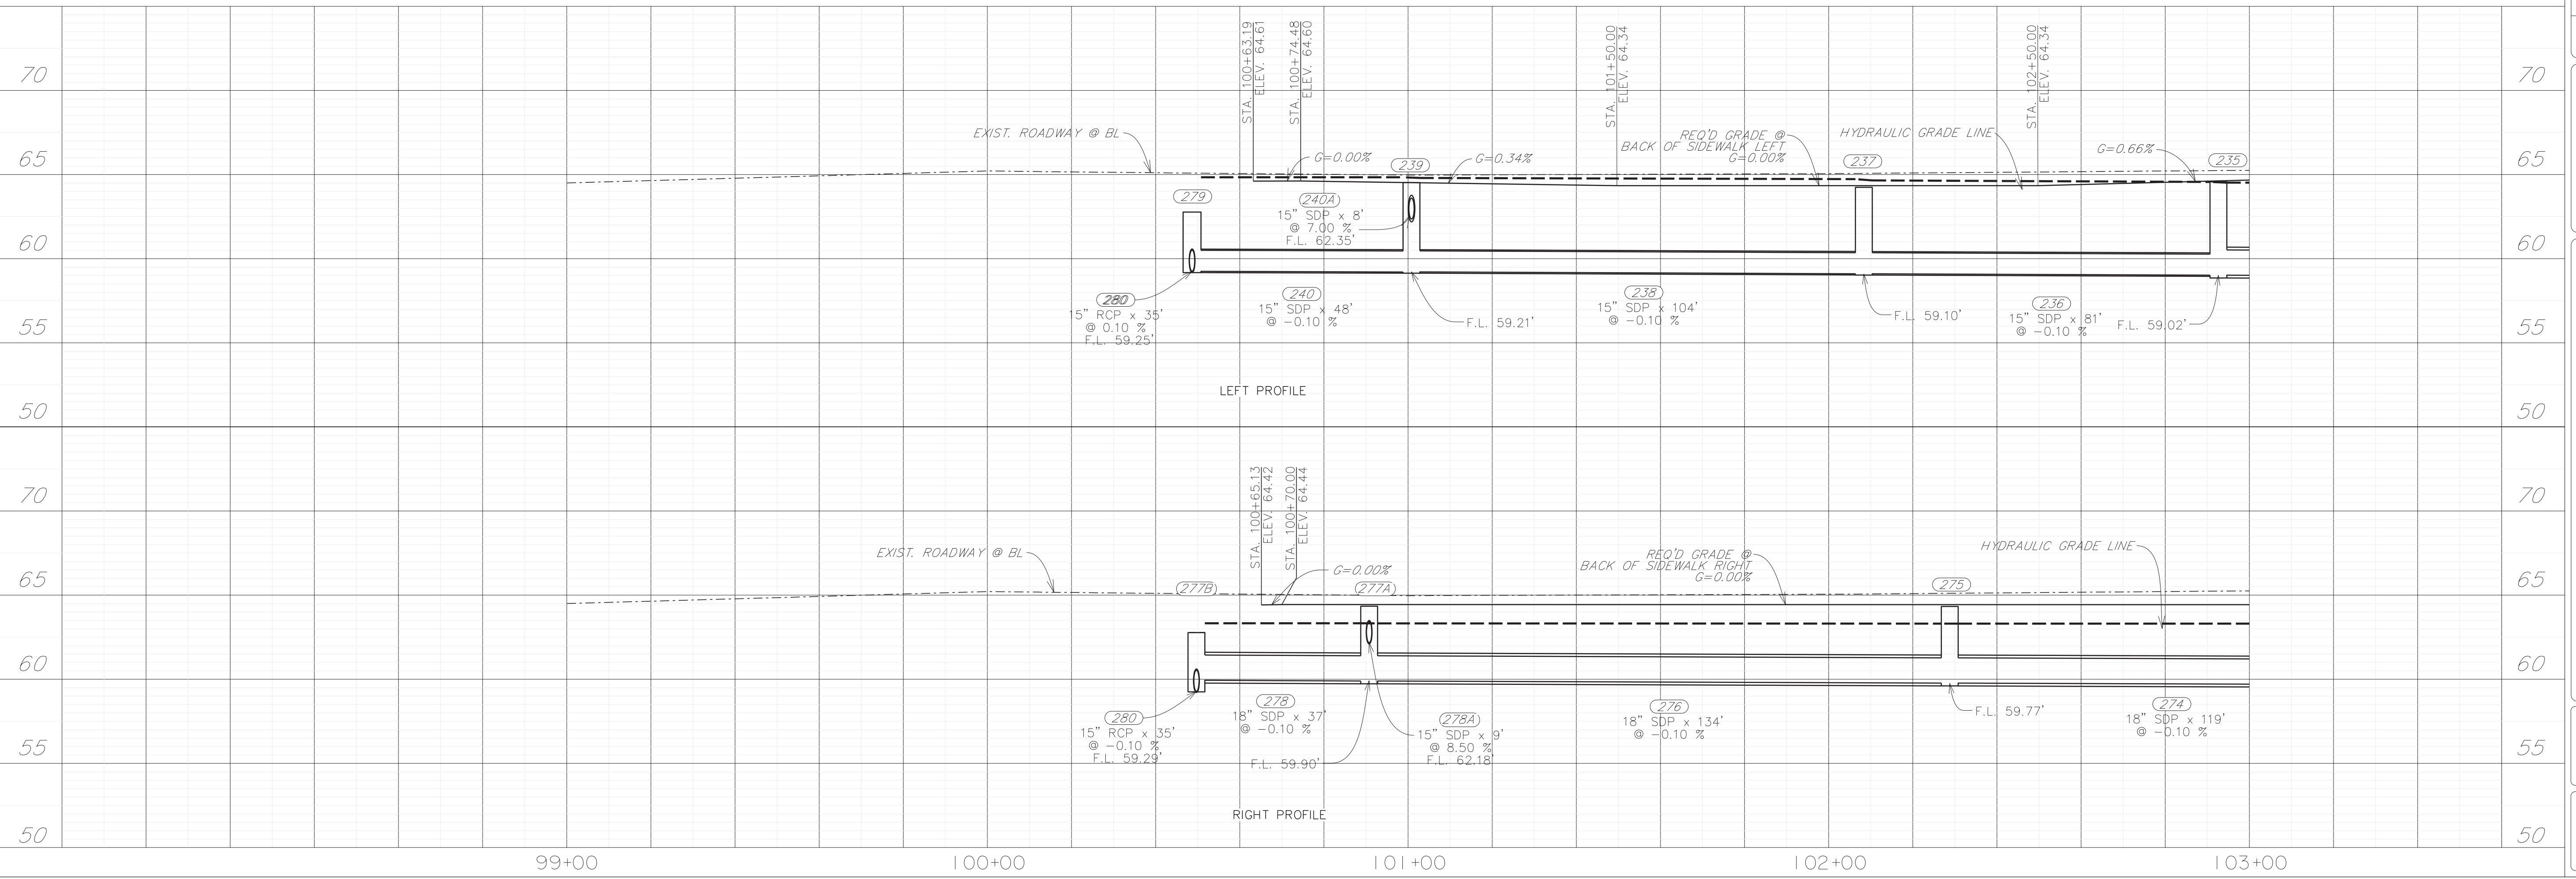 LEFT PROFILE
70
65
60
55
50
70
65
60
55
50
STA. 100+63.19
ELEV. 64.61
STA. 100+74.48
ELEV. 64.60
STA. 101+50.00
ELEV. 64.34
STA. 102+50.00
ELEV. 64.34
EXIST. ROADWAY @ BL
G=0.00%
239
G=0.34%
REQ'D GRADE @
BACK OF SIDEWALK LEFT
G=0.00%
HYDRAULIC GRADE LINE
237
G=0.66%
235
279
240A
15" SDP x 8'
@ 7.00 %
F.L. 62.35'
280
15" RCP x 35'
@ 0.10 %
F.L. 59.25'
240
15" SDP x 48'
@ -0.10 %
F.L. 59.21'
238
15" SDP x 104'
@ -0.10 %
F.L. 59.10'
236
15" SDP x 81'
@ -0.10 %
F.L. 59.02'
RIGHT PROFILE
70
65
60
55
50
70
65
60
55
50
STA. 100+65.13
ELEV. 64.42
STA. 100+70.00
ELEV. 64.44
EXIST. ROADWAY @ BL
277B
G=0.00%
277A
REQ'D GRADE @
BACK OF SIDEWALK RIGHT
G=0.00%
275
HYDRAULIC GRADE LINE
280
15" RCP x 35'
@ -0.10 %
F.L. 59.29'
278
18" SDP x 37'
@ -0.10 %
F.L. 59.90'
278A
15" SDP x 9'
@ 8.50 %
F.L. 62.18'
276
18" SDP x 134'
@ -0.10 %
F.L. 59.77'
274
18" SDP x 119'
@ -0.10 %
99+00
100+00
101+00
102+00
103+00